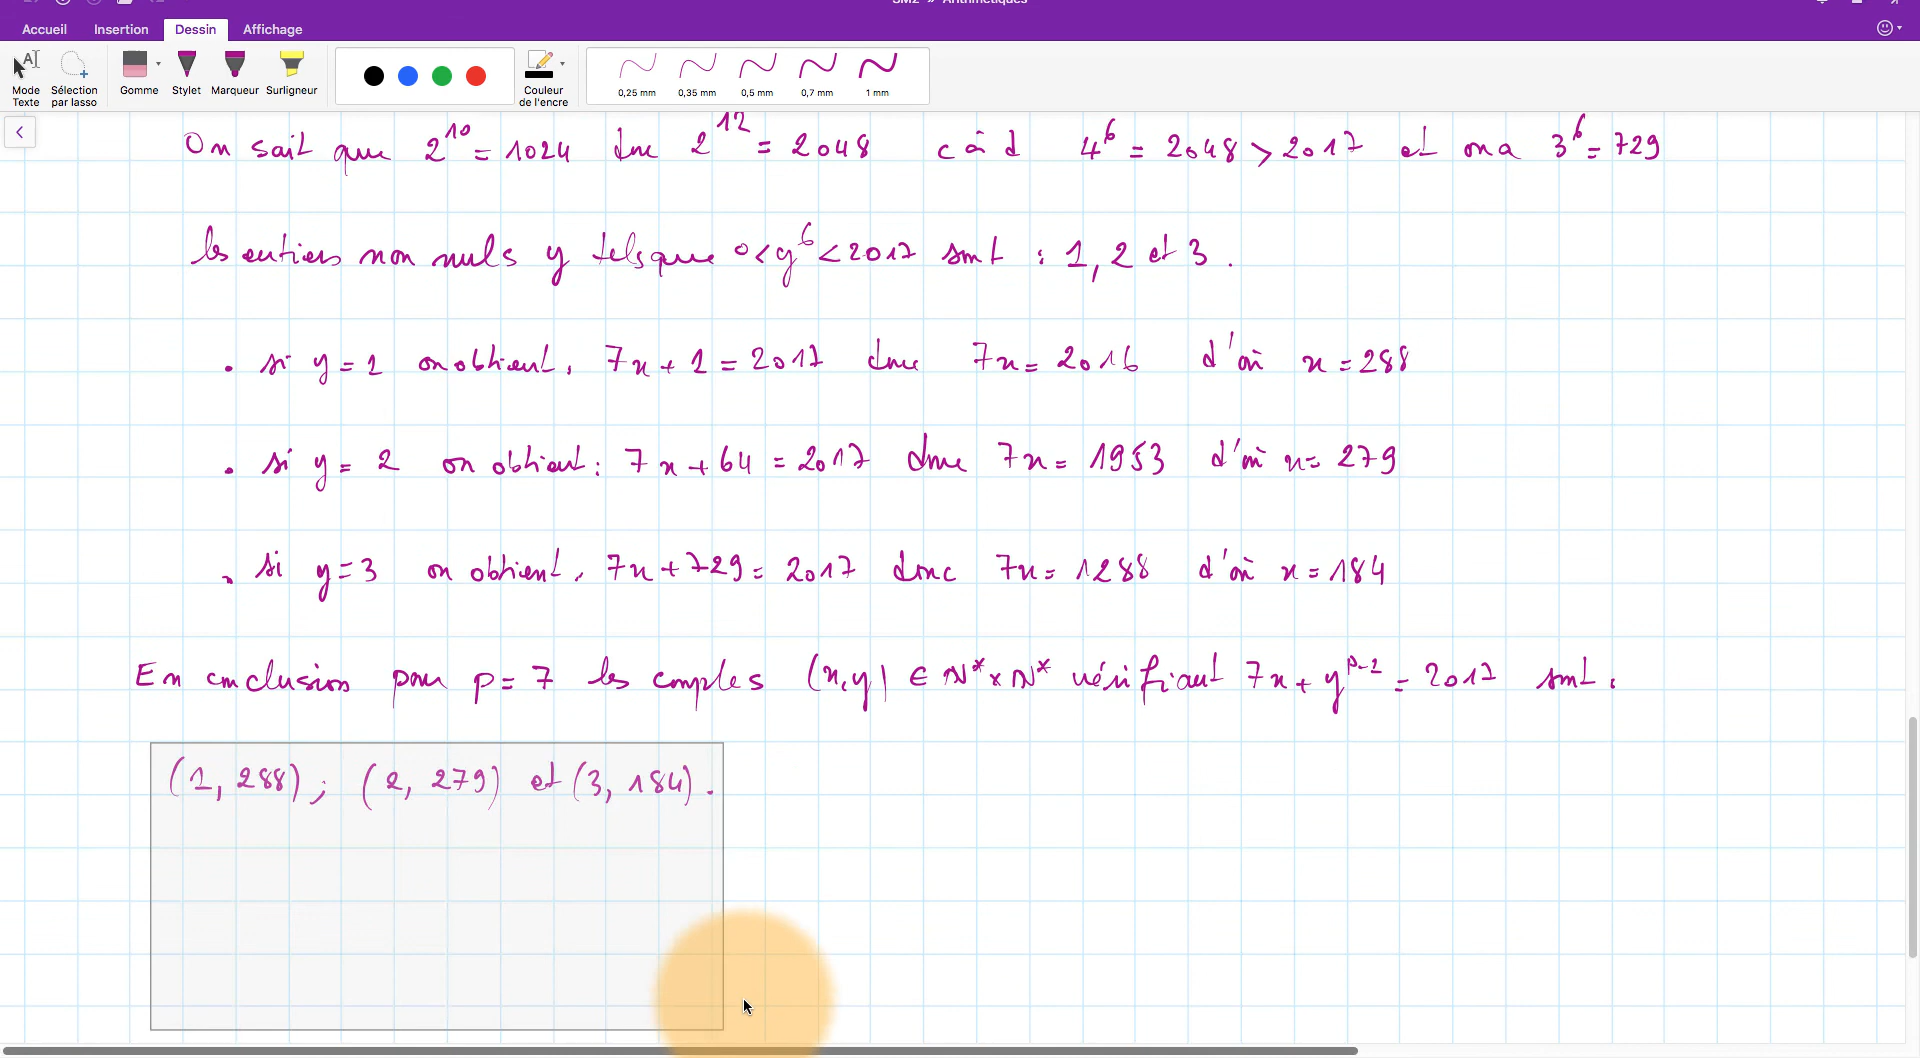 SM2 » Arithmétiques
Accueil Insertion Dessin Affichage
Mode Texte Sélection par lasso Gomme Stylet Marqueur Surligneur Couleur de l'encre 0,25 mm 0,35 mm 0,5 mm 0,7 mm 1 mm
On sait que 2^10 = 1024 donc 2^12 = 2048 c à d 4^6 = 2048 > 2017 et on a 3^6 = 729
les entiers non nuls y tels que 0 < y^6 < 2017 sont : 1, 2 et 3.
• si y = 1 on obtient : 7x + 1 = 2017 donc 7x = 2016 d'où x = 288
• si y = 2 on obtient : 7x + 64 = 2017 donc 7x = 1953 d'où x = 279
• si y = 3 on obtient : 7x + 729 = 2017 donc 7x = 1288 d'où x = 184
En conclusion pour p = 7 les couples (x,y) ∈ N* × N* vérifiant 7x + y^p-1 = 2017 sont :
(1, 288) ; (2, 279) et (3, 184).